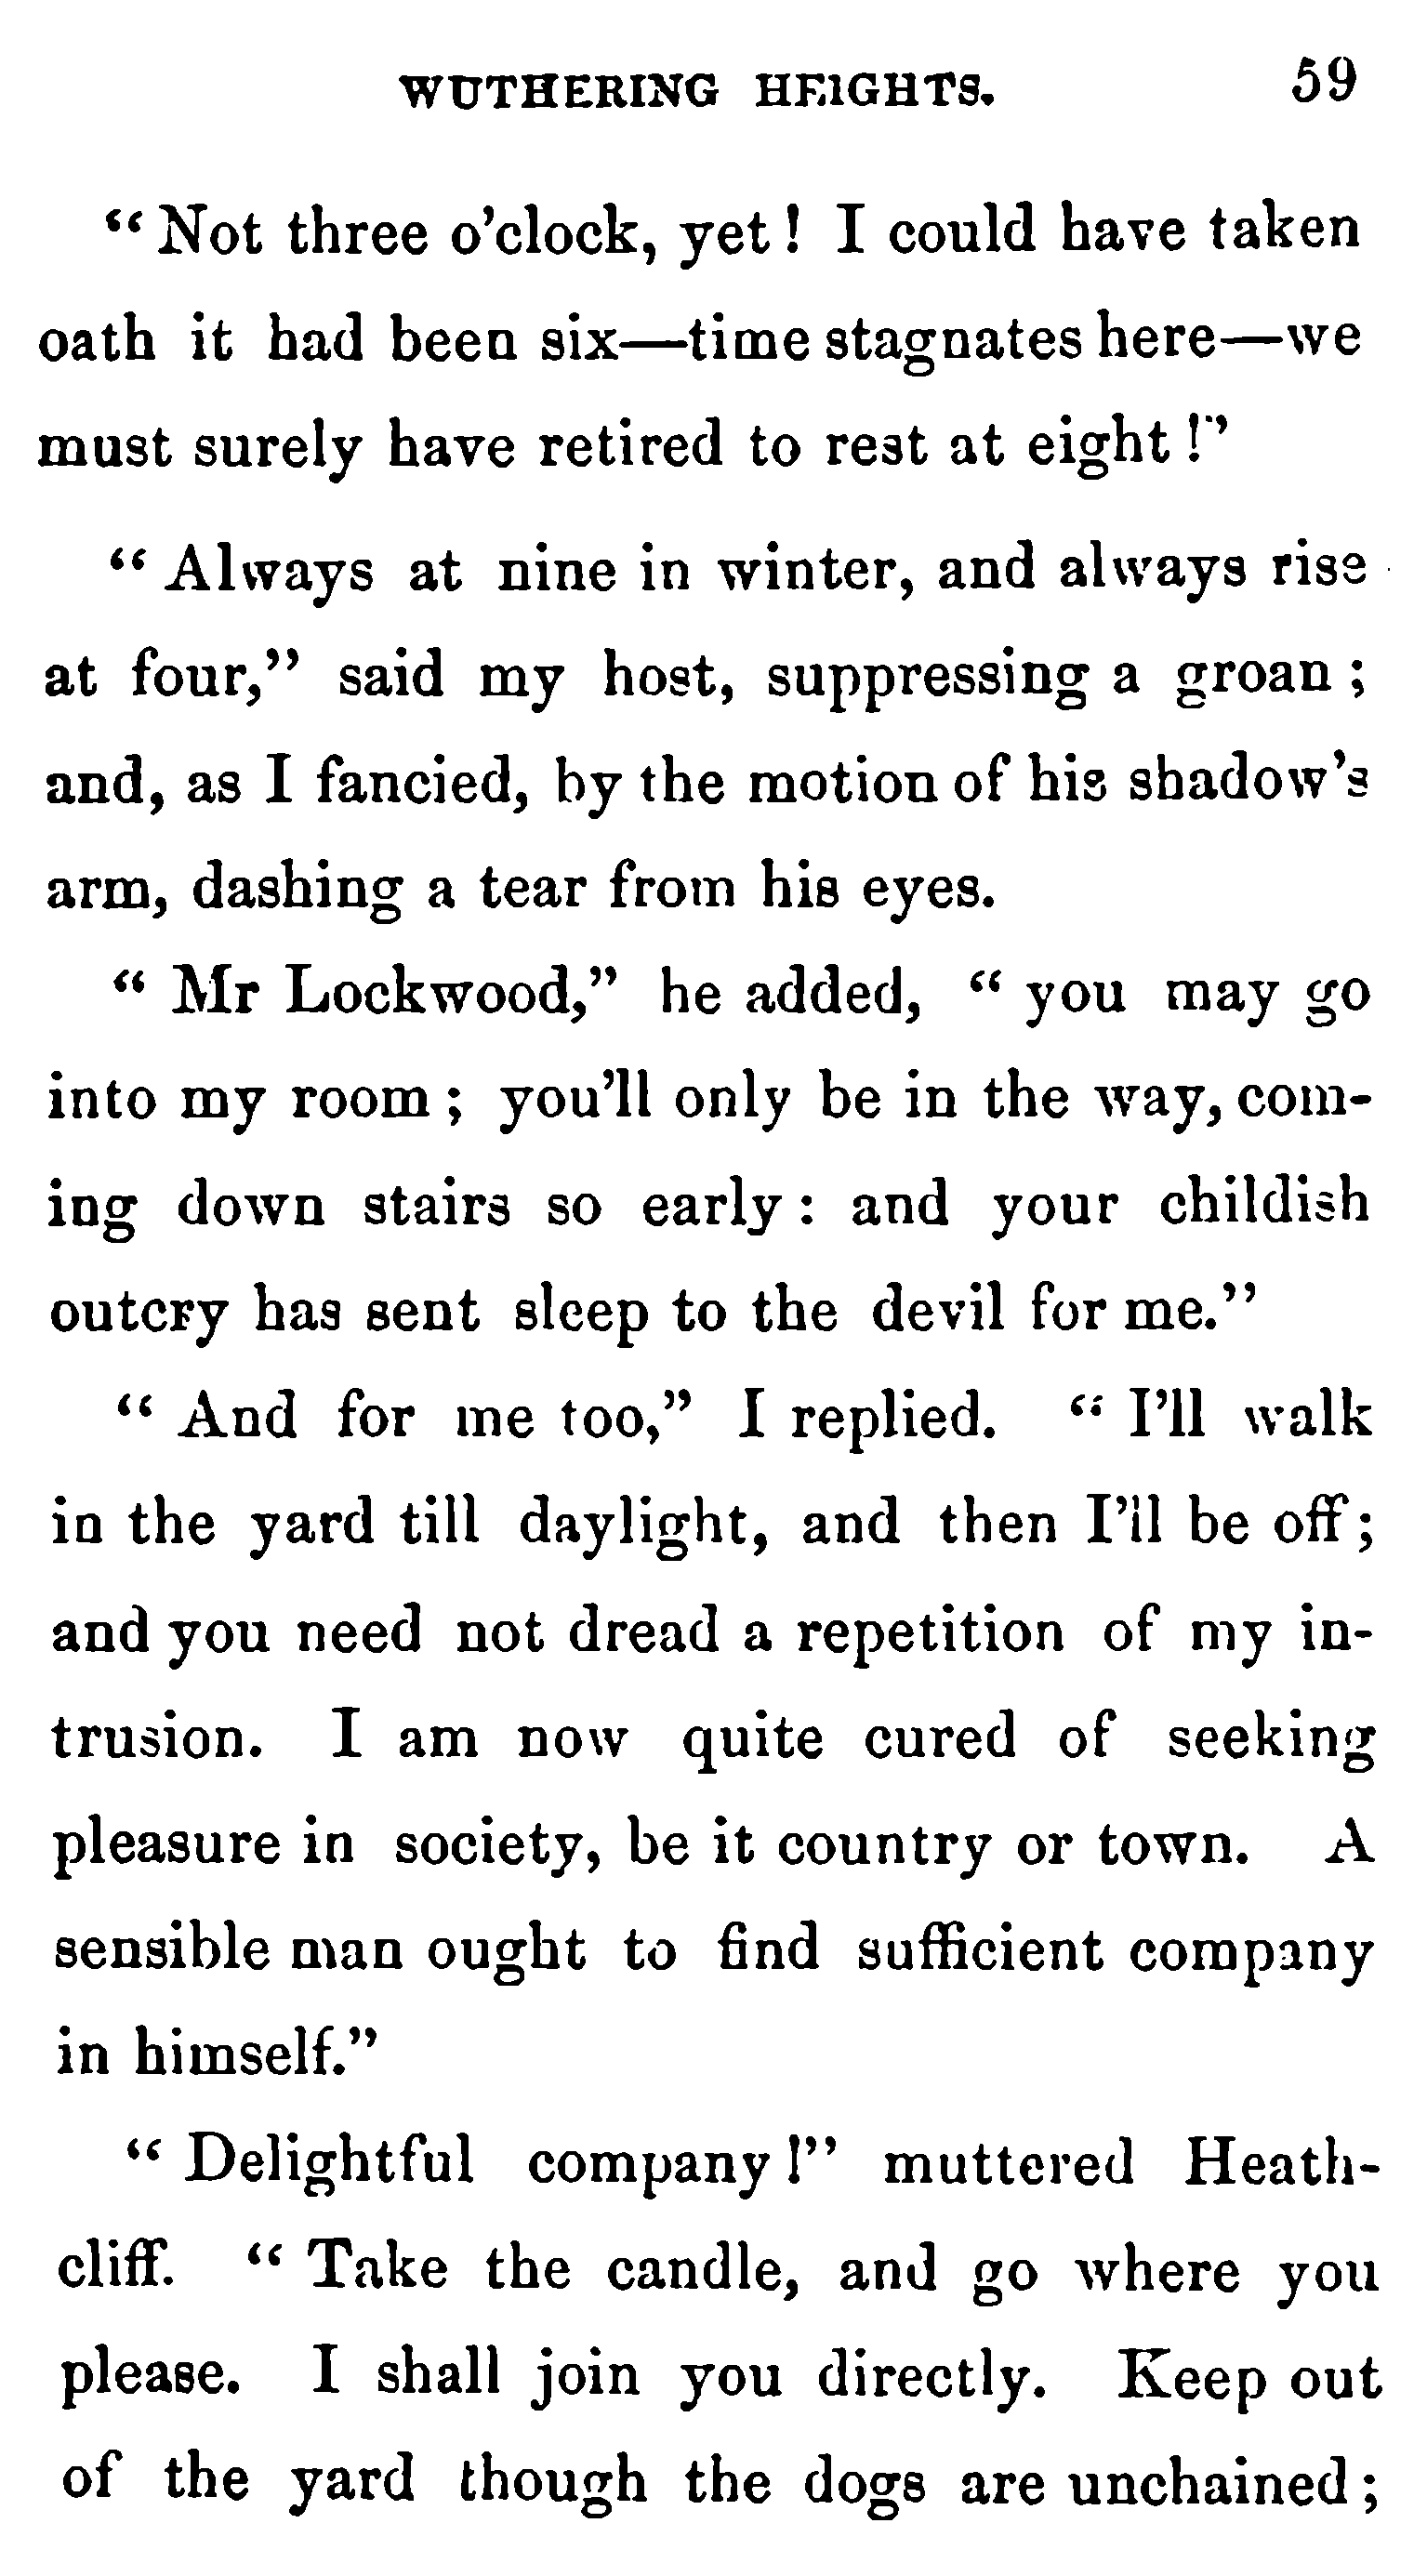 WUTHERING HEIGHTS. 59
"Not three o'clock, yet! I could have taken
oath it had been six—time stagnates here—we
must surely have retired to rest at eight!"
"Always at nine in winter, and always rise
at four," said my host, suppressing a groan;
and, as I fancied, by the motion of his shadow's
arm, dashing a tear from his eyes.
"Mr Lockwood," he added, "you may go
into my room; you'll only be in the way, com-
ing down stairs so early: and your childish
outcry has sent sleep to the devil for me."
"And for me too," I replied. "I'll walk
in the yard till daylight, and then I'll be off;
and you need not dread a repetition of my in-
trusion. I am now quite cured of seeking
pleasure in society, be it country or town. A
sensible man ought to find sufficient company
in himself."
"Delightful company!" muttered Heath-
cliff. "Take the candle, and go where you
please. I shall join you directly. Keep out
of the yard though the dogs are unchained;